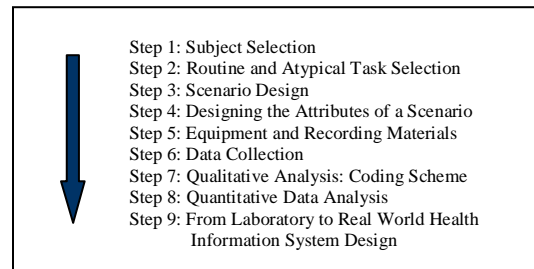 Step 1: Subject Selection
Step 2: Routine and Atypical Task Selection
Step 3: Scenario Design
Step 4: Designing the Attributes of a Scenario
Step 5: Equipment and Recording Materials
Step 6: Data Collection
Step 7: Qualitative Analysis: Coding Scheme
Step 8: Quantitative Data Analysis
Step 9: From Laboratory to Real World Health
Information System Design